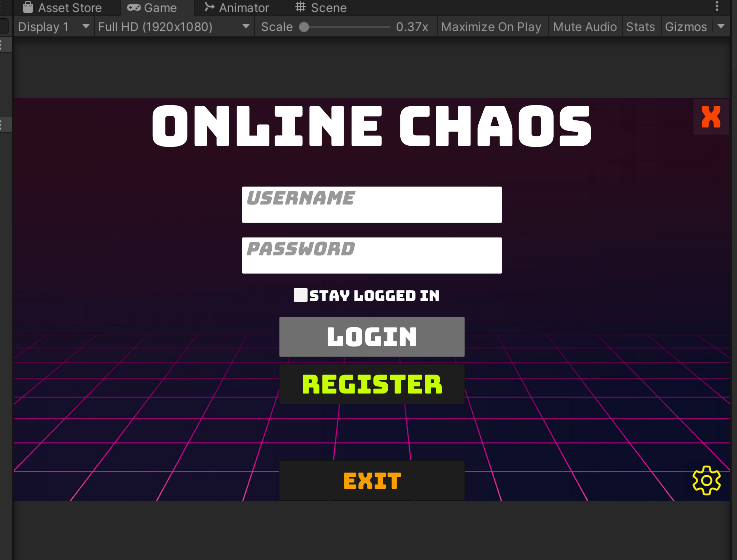 Asset Store Game Animator Scene
Display 1 Full HD (1920x1080) Scale 0.37x Maximize On Play Mute Audio Stats Gizmos
ONLINE CHAOS
X
USERNAME
PASSWORD
STAY LOGGED IN
LOGIN
REGISTER
EXIT